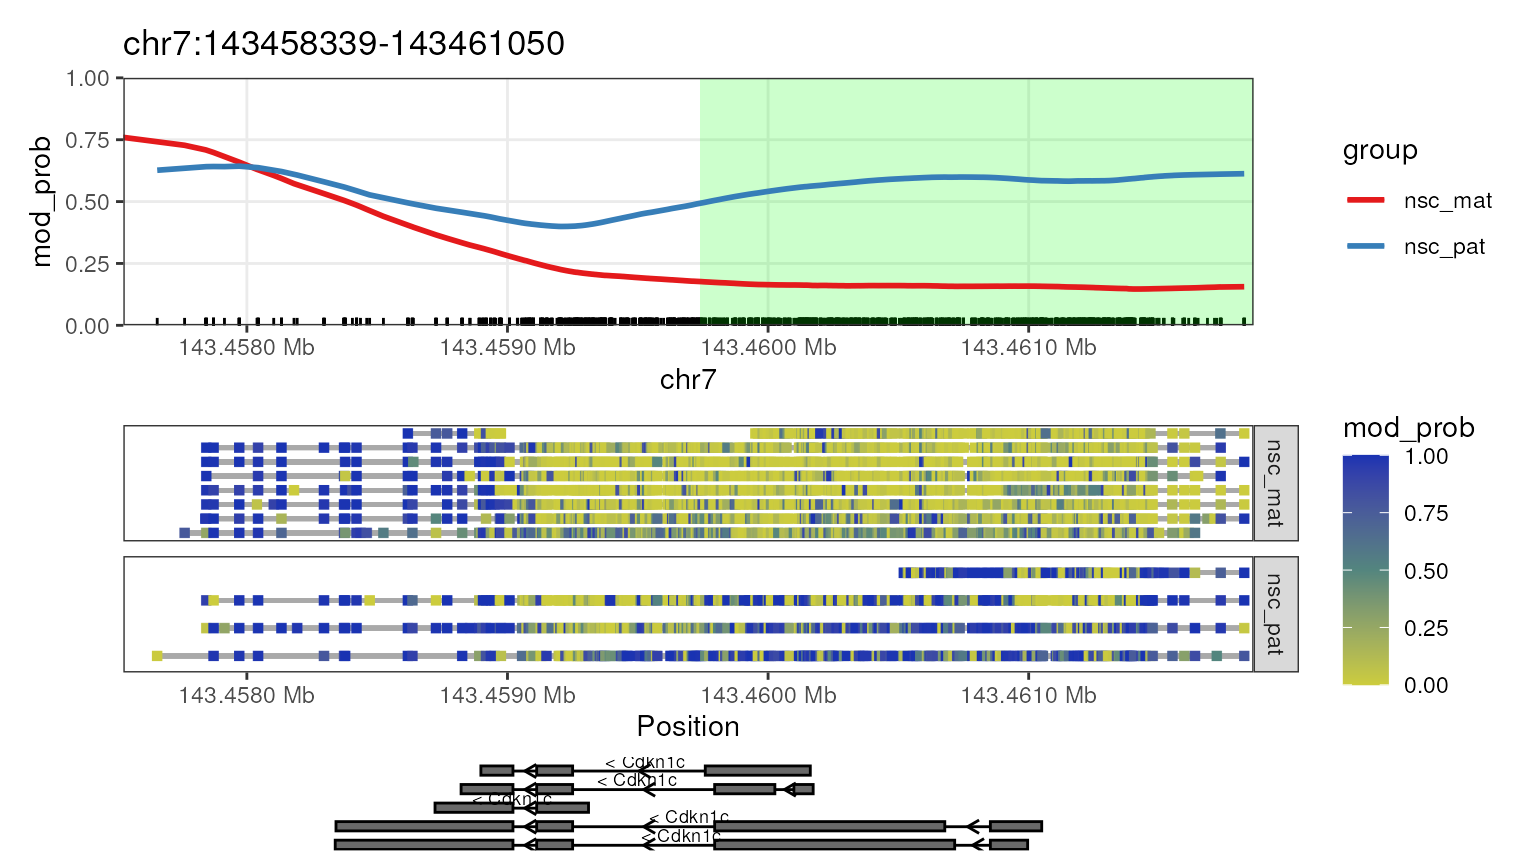 chr7:143458339-143461050
mod_prob
1.00
0.75
0.50
0.25
0.00
143.4580 Mb 143.4590 Mb 143.4600 Mb 143.4610 Mb
chr7
group
nsc_mat
nsc_pat
nsc_mat
nsc_pat
143.4580 Mb 143.4590 Mb 143.4600 Mb 143.4610 Mb
Position
mod_prob
1.00
0.75
0.50
0.25
0.00
< Cdkn1c
< Cdkn1c
< Cdkn1c
< Cdkn1c
< Cdkn1c